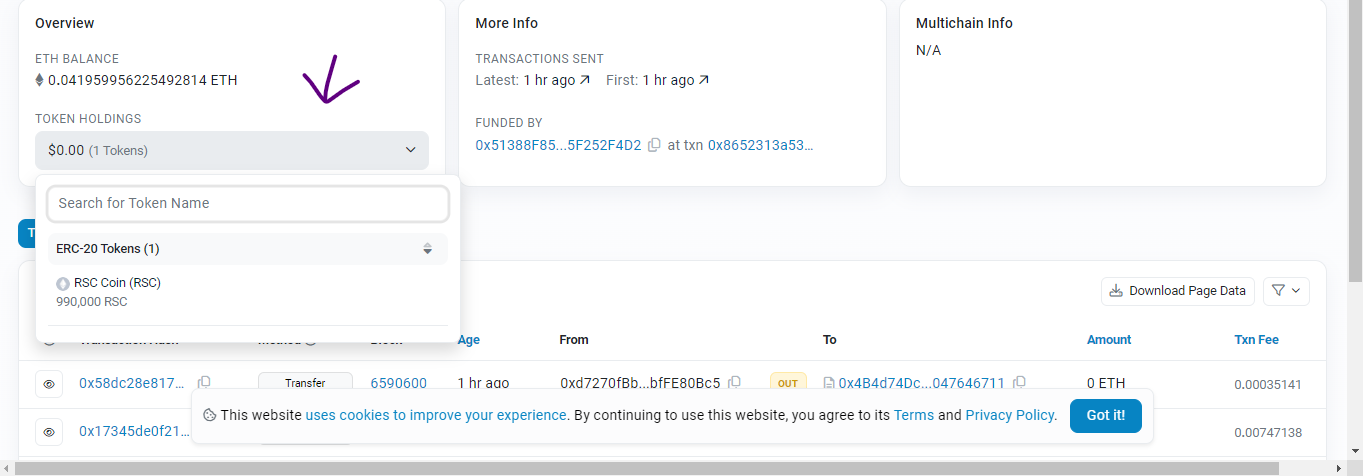 Overview
ETH BALANCE
0.041959956225492814 ETH
TOKEN HOLDINGS
$0.00 (1 Tokens)
Search for Token Name
ERC-20 Tokens (1)
RSC Coin (RSC)
990,000 RSC
More Info
TRANSACTIONS SENT
Latest: 1 hr ago ↗ First: 1 hr ago ↗
FUNDED BY
0x51388F85...5F252F4D2 at txn 0x8652313a53...
Multichain Info
N/A
Download Page Data
Age From To Amount Txn Fee
0x58dc28e817... Transfer 6590600 1 hr ago 0xd7270fBb...bfFE80Bc5 OUT 0x4B4d74Dc...047646711 0 ETH 0.00035141
0x17345de0f21... 0.00747138
This website uses cookies to improve your experience. By continuing to use this website, you agree to its Terms and Privacy Policy.
Got it!